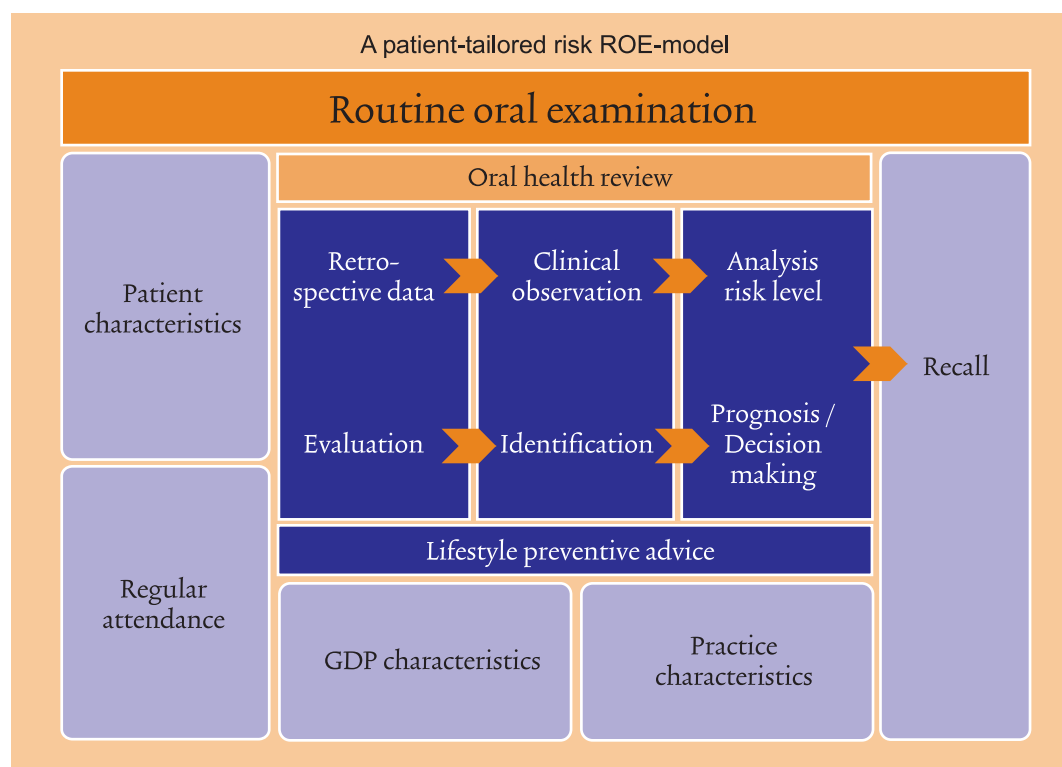 A patient-tailored risk ROE-model
Routine oral examination
Patient
characteristics
Regular
attendance
Oral health review
Retro-
spective data
Clinical
observation
Analysis
risk level
Evaluation
Identification
Prognosis /
Decision
making
Lifestyle preventive advice
GDP characteristics
Practice
characteristics
Recall